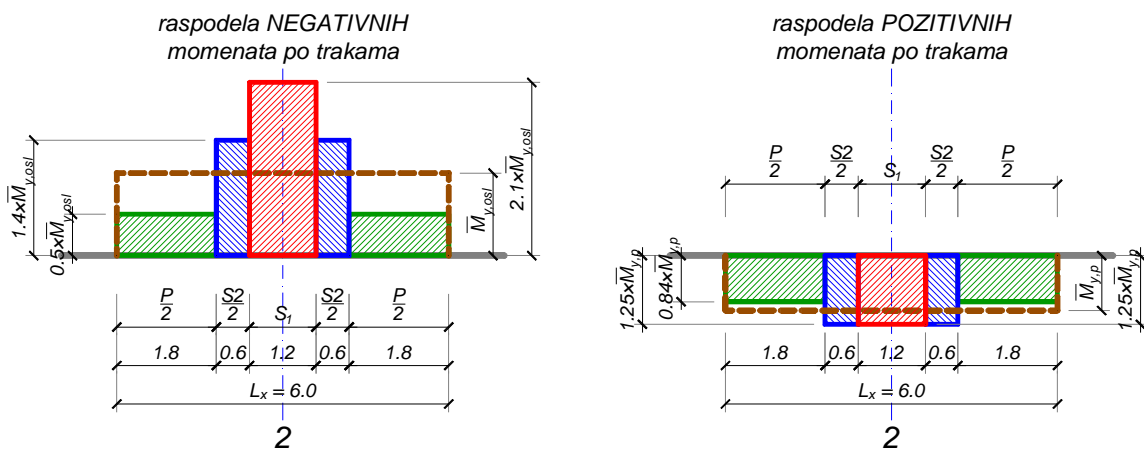 raspodela NEGATIVNIH
momenata po trakama
1.4×M̅y,osl
0.5×M̅y,osl
M̅y,osl
2.1×M̅y,osl
P/2
S2/2
S1
S2/2
P/2
1.8
0.6
1.2
0.6
1.8
Lx = 6.0
2
raspodela POZITIVNIH
momenata po trakama
P/2
S2/2
S1
S2/2
P/2
1.25×M̅y,p
0.84×M̅y,p
M̅y,p
1.25×M̅y,p
1.8
0.6
1.2
0.6
1.8
Lx = 6.0
2